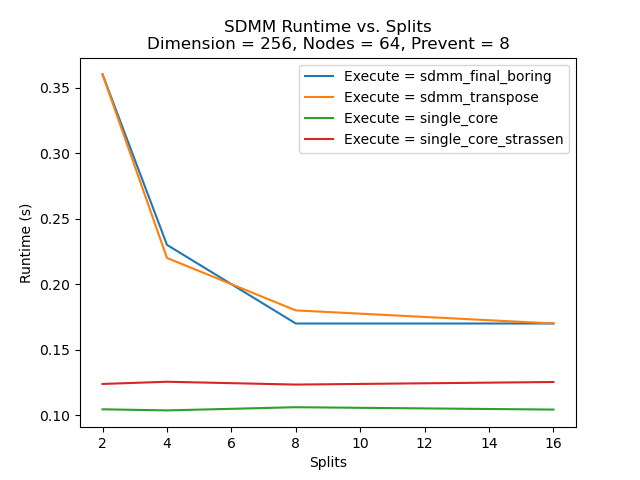 SDMM Runtime vs. Splits
Dimension = 256, Nodes = 64, Prevent = 8
Execute = sdmm_final_boring
Execute = sdmm_transpose
Execute = single_core
Execute = single_core_strassen
Runtime (s)
0.35
0.30
0.25
0.20
0.15
0.10
2 4 6 8 10 12 14 16
Splits